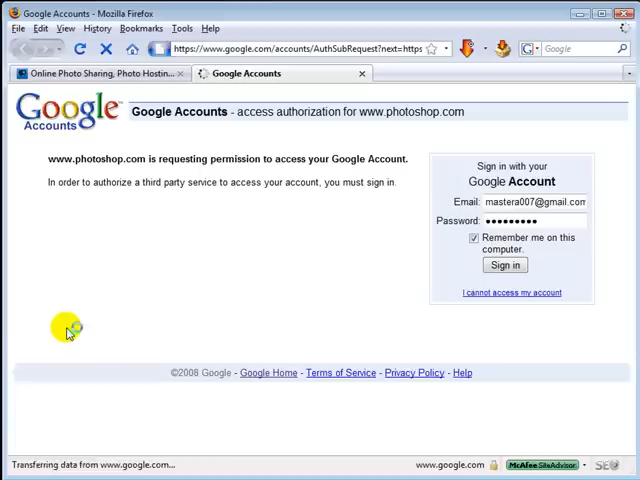 Google Accounts - Mozilla Firefox
File Edit View History Bookmarks Tools Help
https://www.google.com/accounts/AuthSubRequest?next=https
Google
Online Photo Sharing, Photo Hostin...
Google Accounts
Google™
Accounts
Google Accounts - access authorization for www.photoshop.com
www.photoshop.com is requesting permission to access your Google Account.
In order to authorize a third party service to access your account, you must sign in.
Sign in with your
Google Account
Email: mastera007@gmail.com
Password: •••••••••
Remember me on this
computer.
Sign in
I cannot access my account
©2008 Google - Google Home - Terms of Service - Privacy Policy - Help
Transferring data from www.google.com...
www.google.com
McAfee SiteAdvisor